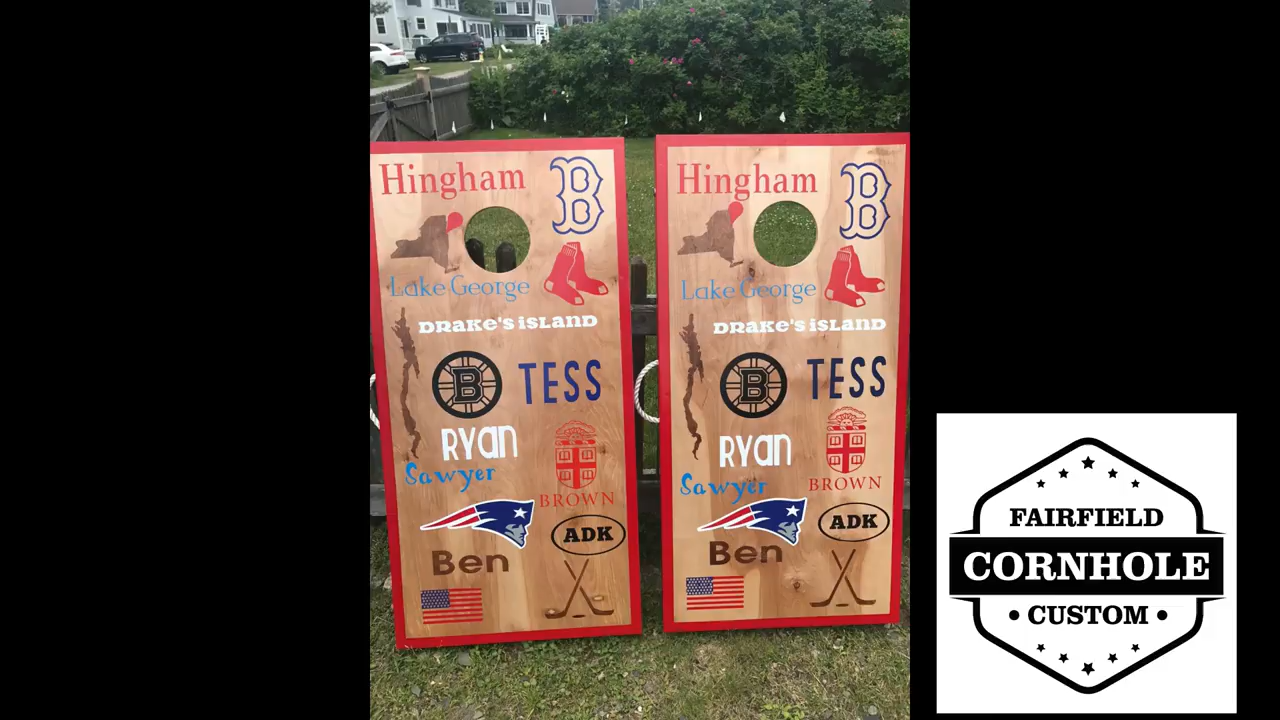 Hingham
B
Lake George
DRAKE'S iSLAND
B
TESS
RYAN
Sawyer
BROWN
ADK
Ben
Hingham
B
Lake George
DRAKE'S iSLAND
B
TESS
RYAN
Sawyer
BROWN
ADK
Ben
FAIRFIELD
CORNHOLE
• CUSTOM •